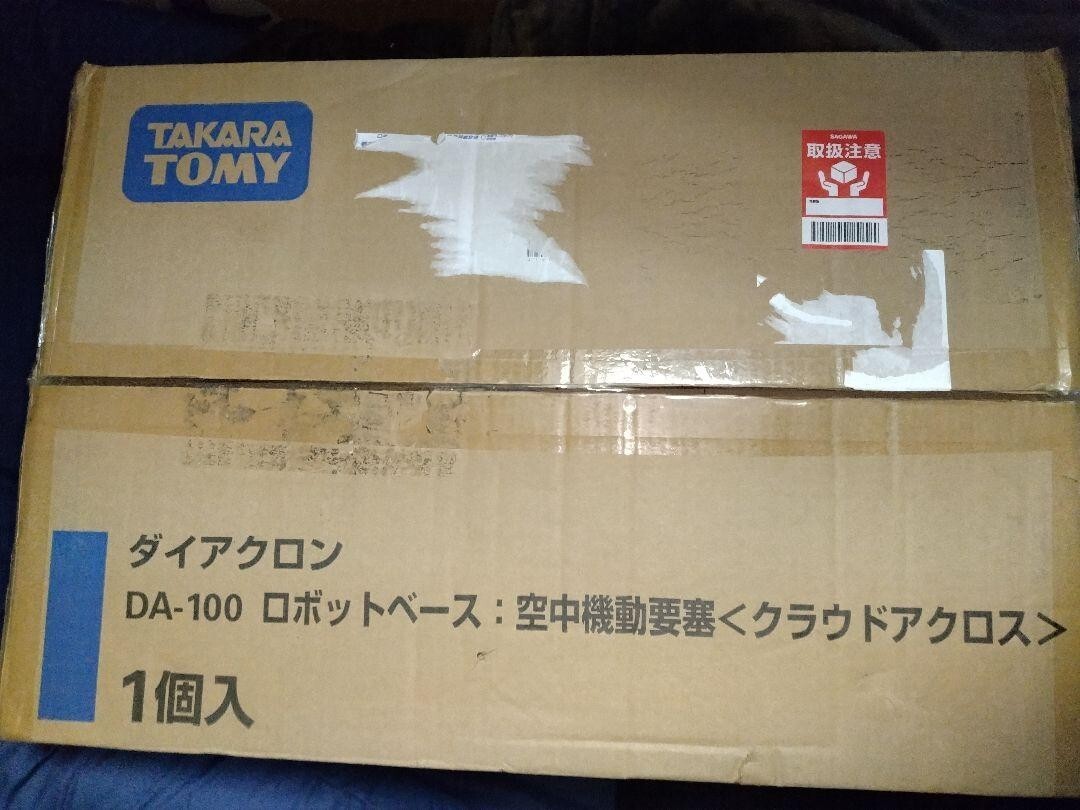 TAKARA
TOMY
SAGAWA
取扱注意
ダイアクロン
DA-100 ロボットベース：空中機動要塞＜クラウドアクロス＞
1個入